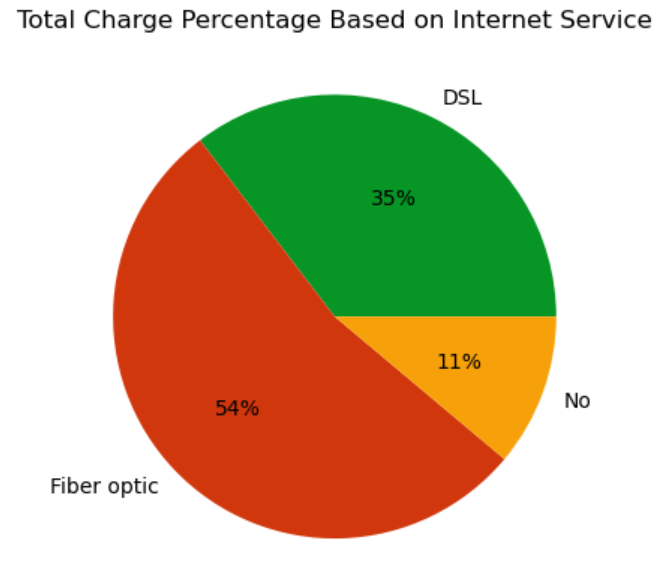 Total Charge Percentage Based on Internet Service
DSL
35%
11%
No
54%
Fiber optic